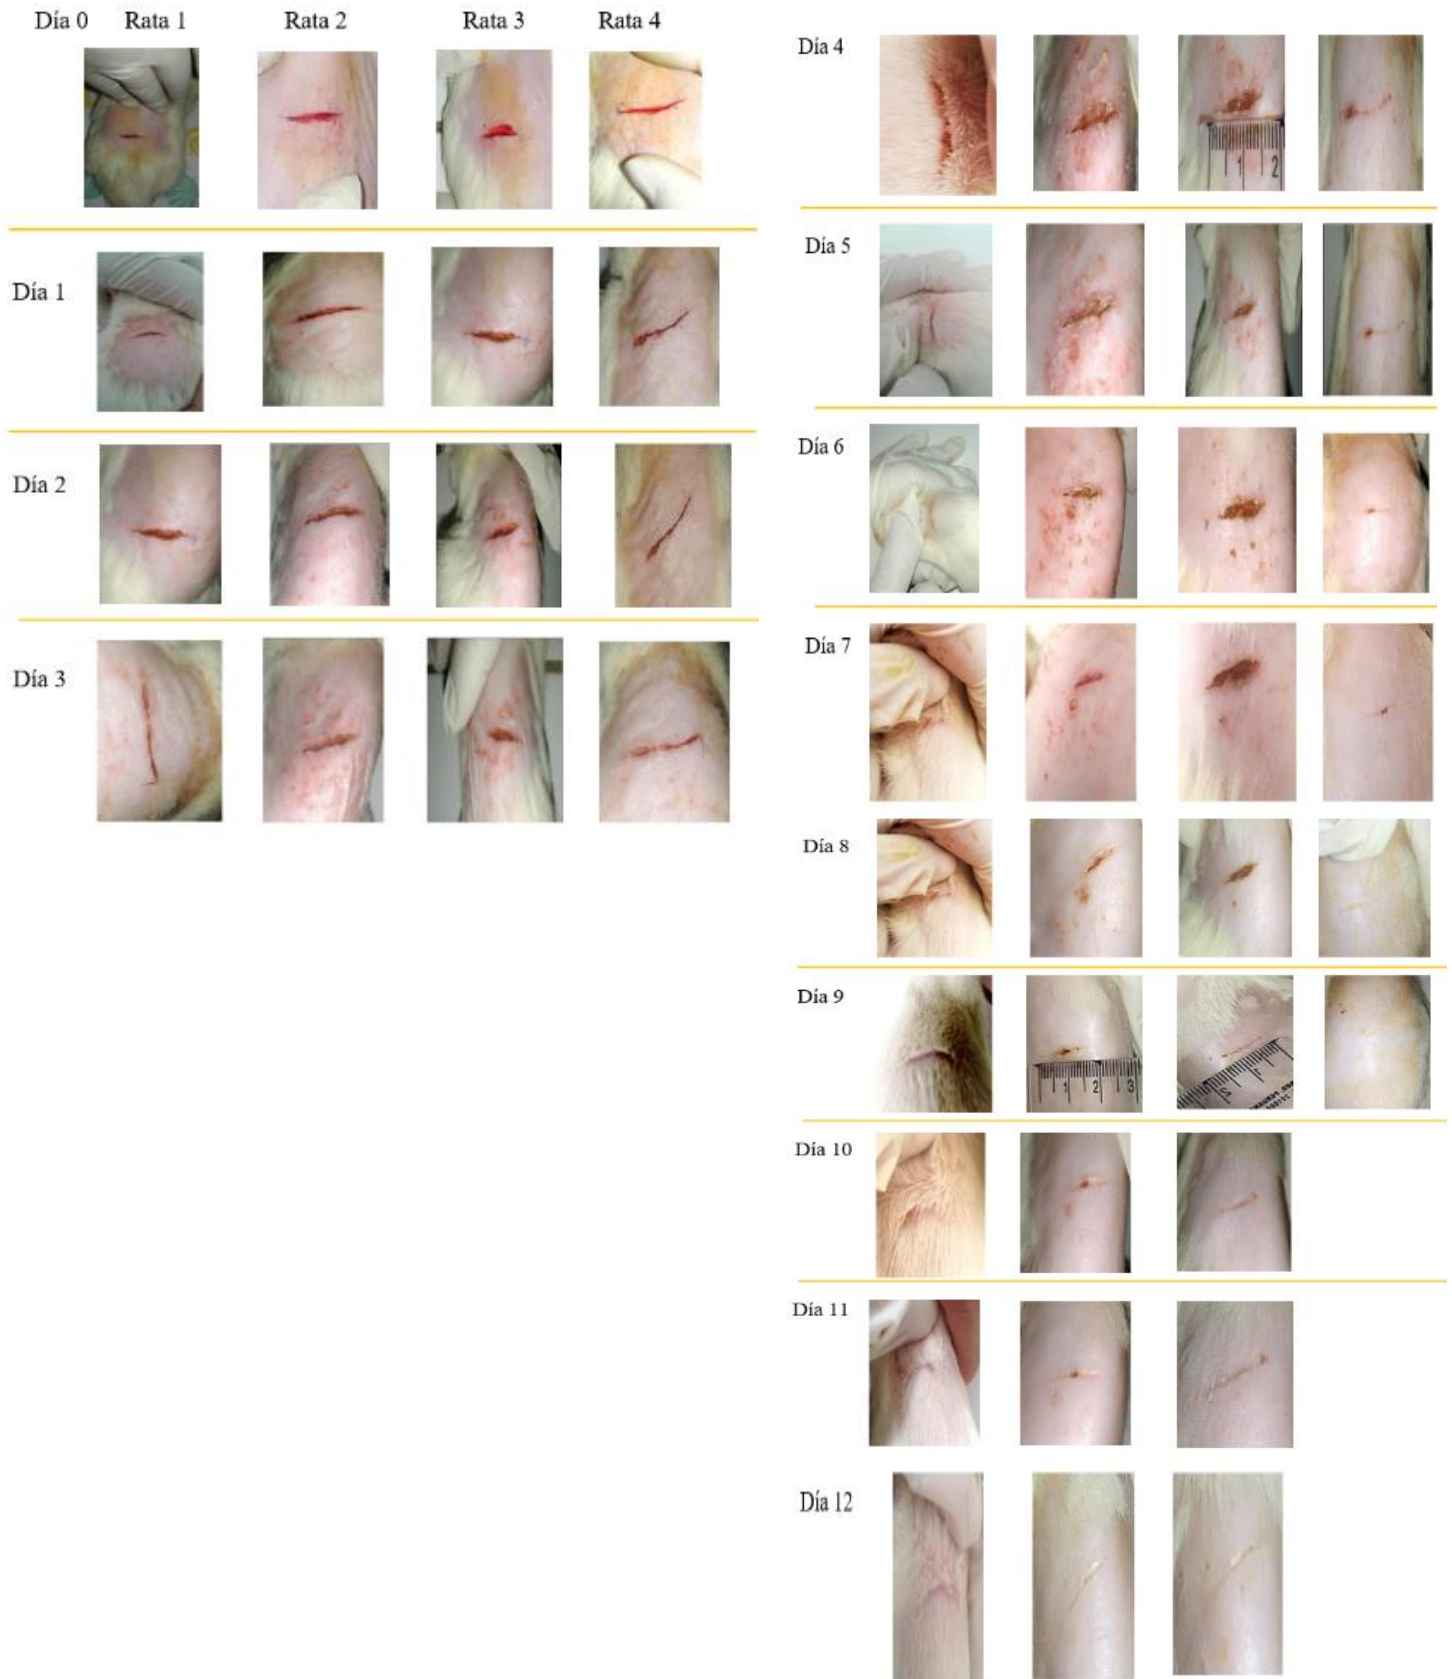 Día 0 Rata 1 Rata 2 Rata 3 Rata 4
Día 1
Día 2
Día 3
Día 4
1 2
Día 5
Día 6
Día 7
Día 8
Día 9
1 2 3
2
Día 10
Día 11
Día 12